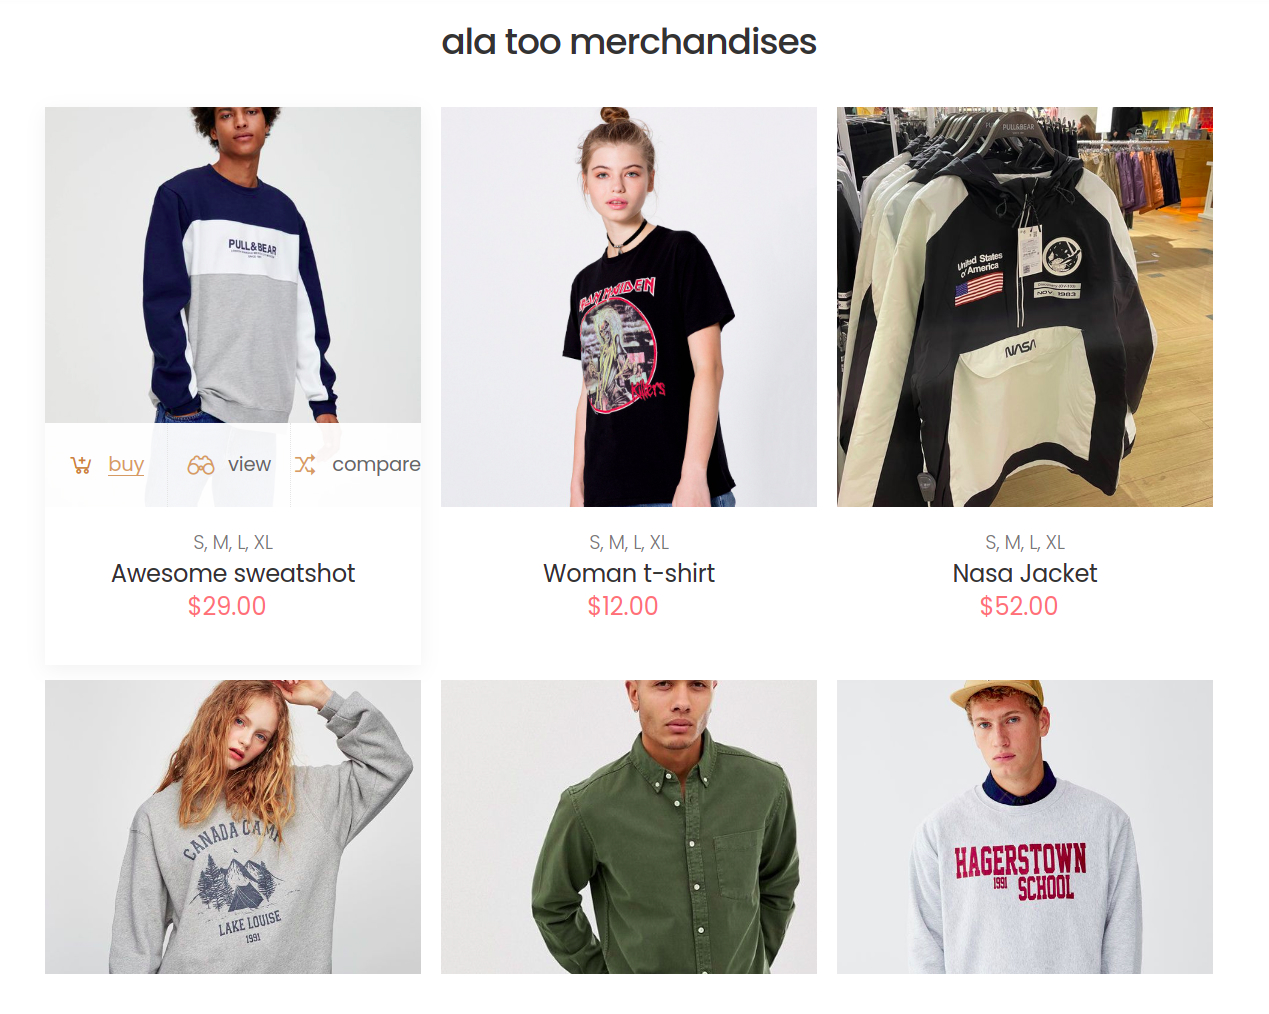 ala too merchandises
PULL&BEAR
IRON MAIDEN
KILLERS
PULL&BEAR
United States
of America
NOV. 1983
NASA
buy
view
compare
S, M, L, XL
Awesome sweatshot
$29.00
S, M, L, XL
Woman t-shirt
$12.00
S, M, L, XL
Nasa Jacket
$52.00
CANADA CAMP
LAKE LOUISE
1991
HAGERSTOWN
1991 SCHOOL